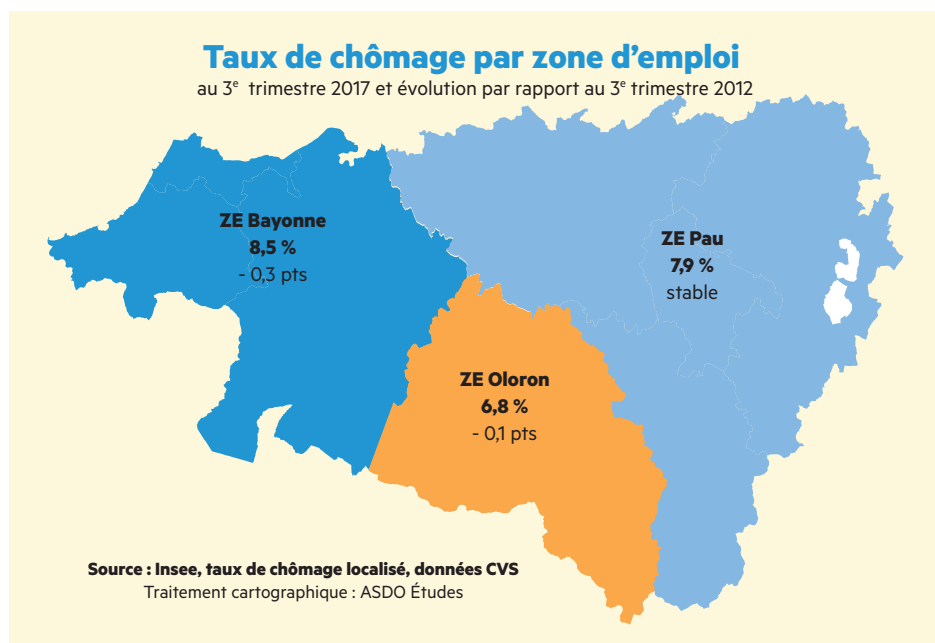 Taux de chômage par zone d'emploi
au 3e trimestre 2017 et évolution par rapport au 3e trimestre 2012
ZE Bayonne
8,5 %
- 0,3 pts
ZE Pau
7,9 %
stable
ZE Oloron
6,8 %
- 0,1 pts
Source : Insee, taux de chômage localisé, données CVS
Traitement cartographique : ASDO Études